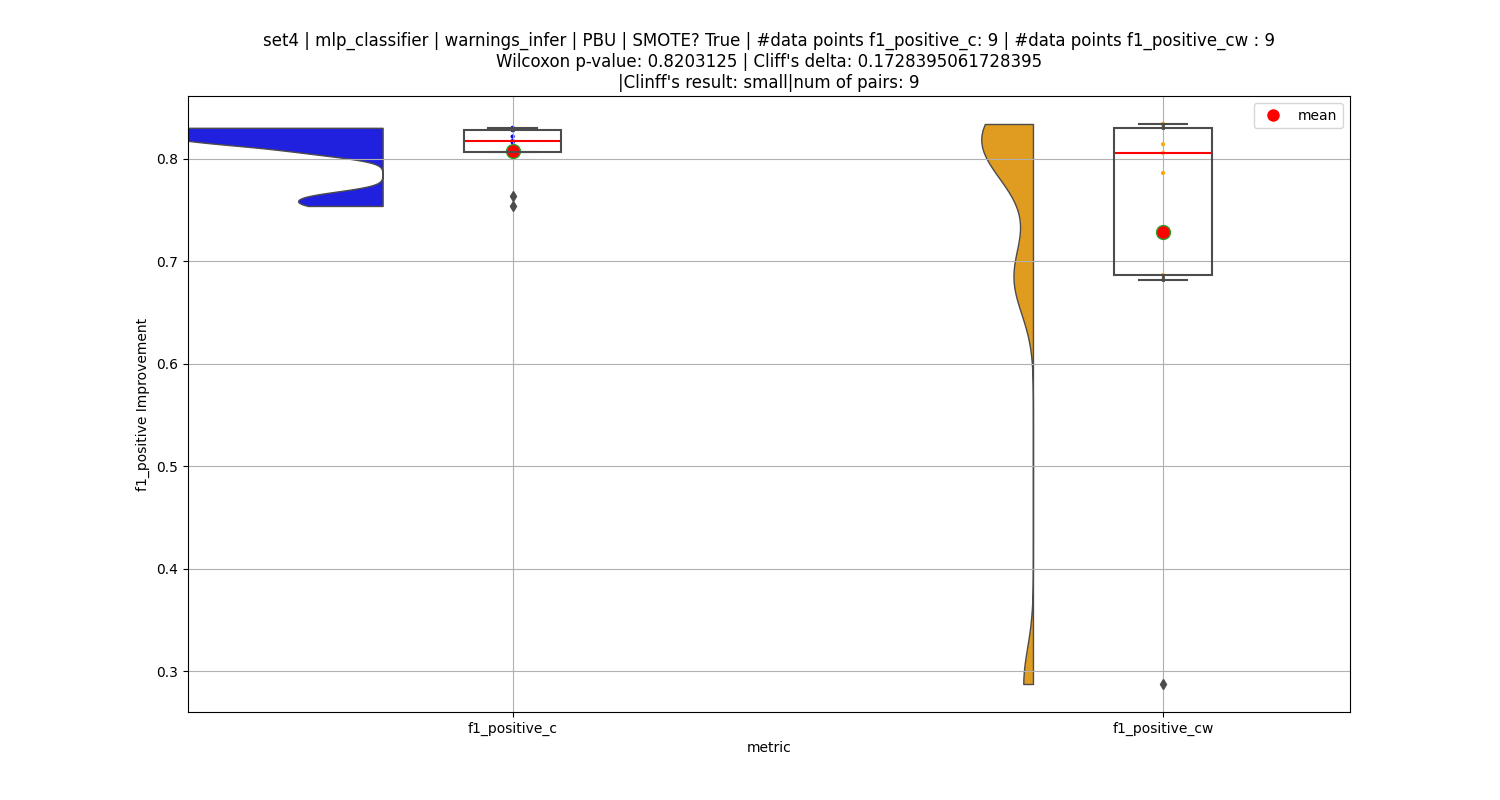 set4 | mlp_classifier | warnings_infer | PBU | SMOTE? True | #data points f1_positive_c: 9 | #data points f1_positive_cw : 9
Wilcoxon p-value: 0.8203125 | Cliff's delta: 0.1728395061728395
|Clinff's result: small|num of pairs: 9
mean
0.8
0.7
0.6
0.5
0.4
0.3
f1_positive Improvement
f1_positive_c
f1_positive_cw
metric